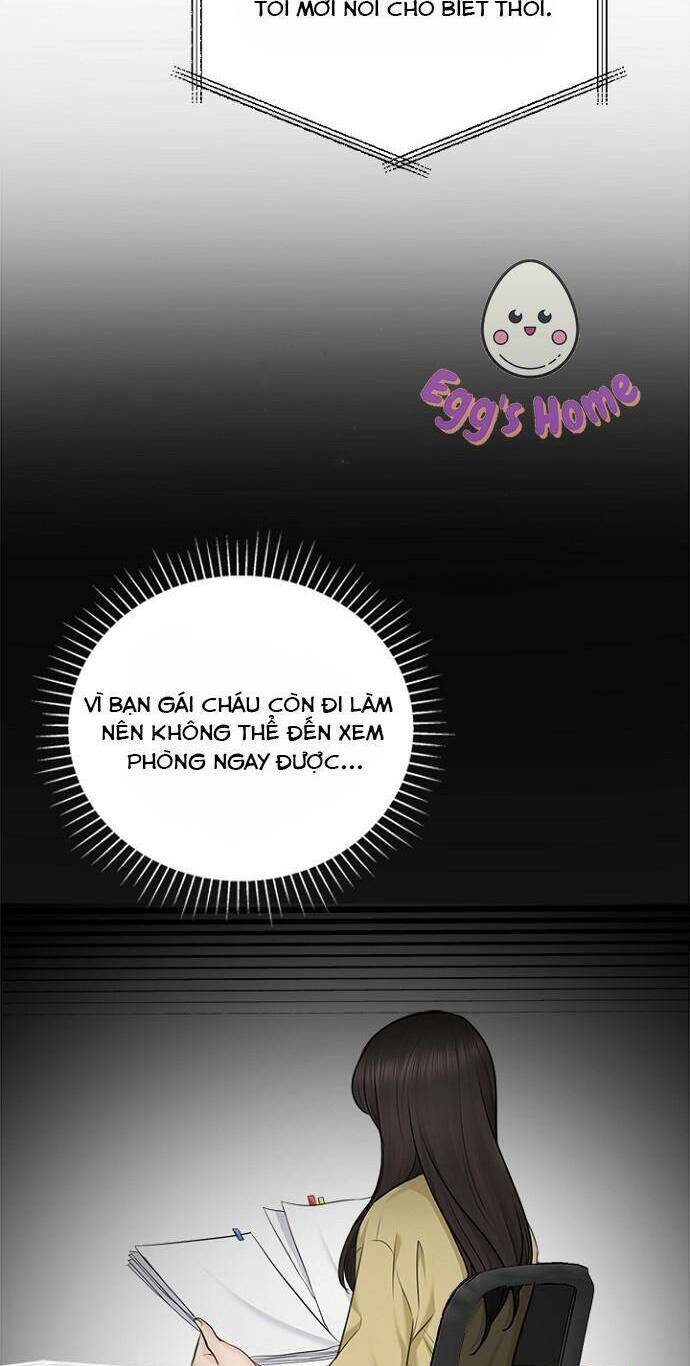 TÔI MỚI NÓI CHO BIẾT THÔI.
Egg's Home
VÌ BẠN GÁI CHÁU CÒN ĐI LÀM
NÊN KHÔNG THỂ ĐẾN XEM
PHÒNG NGAY ĐƯỢC...